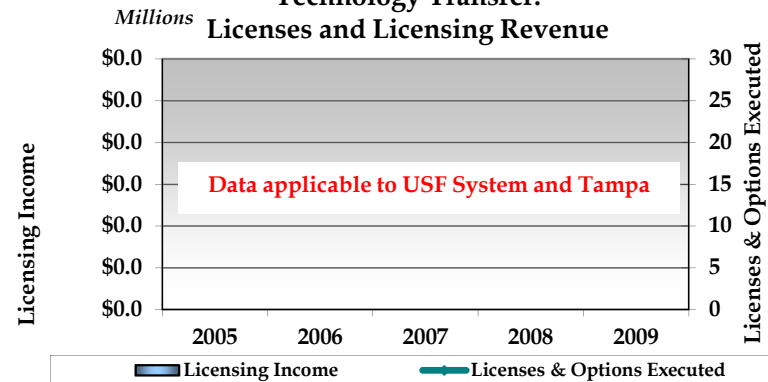 Technology Transfer:
Millions
Licenses and Licensing Revenue
$0.0
$0.0
$0.0
$0.0
$0.0
$0.0
$0.0
30
25
20
15
10
5
0
Licensing Income
Licenses & Options Executed
Data applicable to USF System and Tampa
2005 2006 2007 2008 2009
Licensing Income Licenses & Options Executed